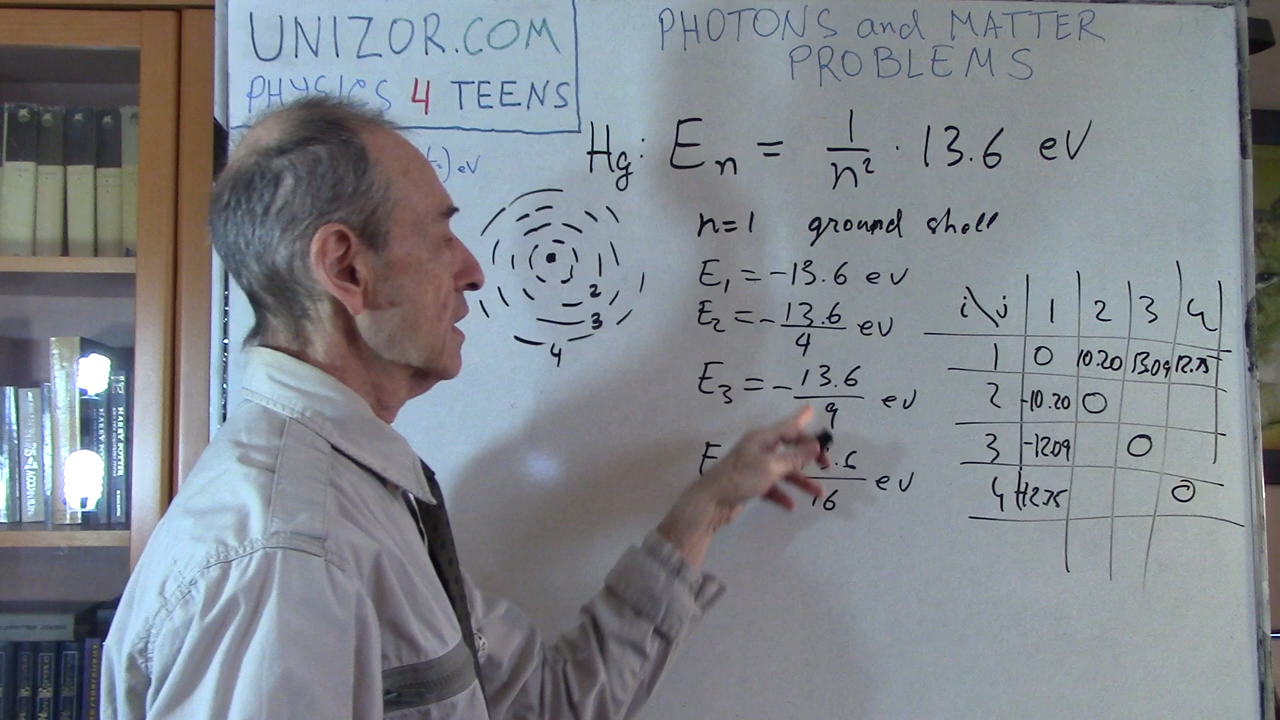 UNIZOR.COM
PHYSICS 4 TEENS
PHOTONS and MATTER
PROBLEMS
eV
Hg: En = 1/n² · 13.6 eV
n=1 ground shell
E₁ = -13.6 eV
E₂ = -13.6/4 eV
E₃ = -13.6/9 eV
E .6/16 eV
2
3
4
i\j 1 2 3 4
1 0 10.20 13.09 12.75
2 -10.20 0
3 -12.09 0
4 -12.75 0